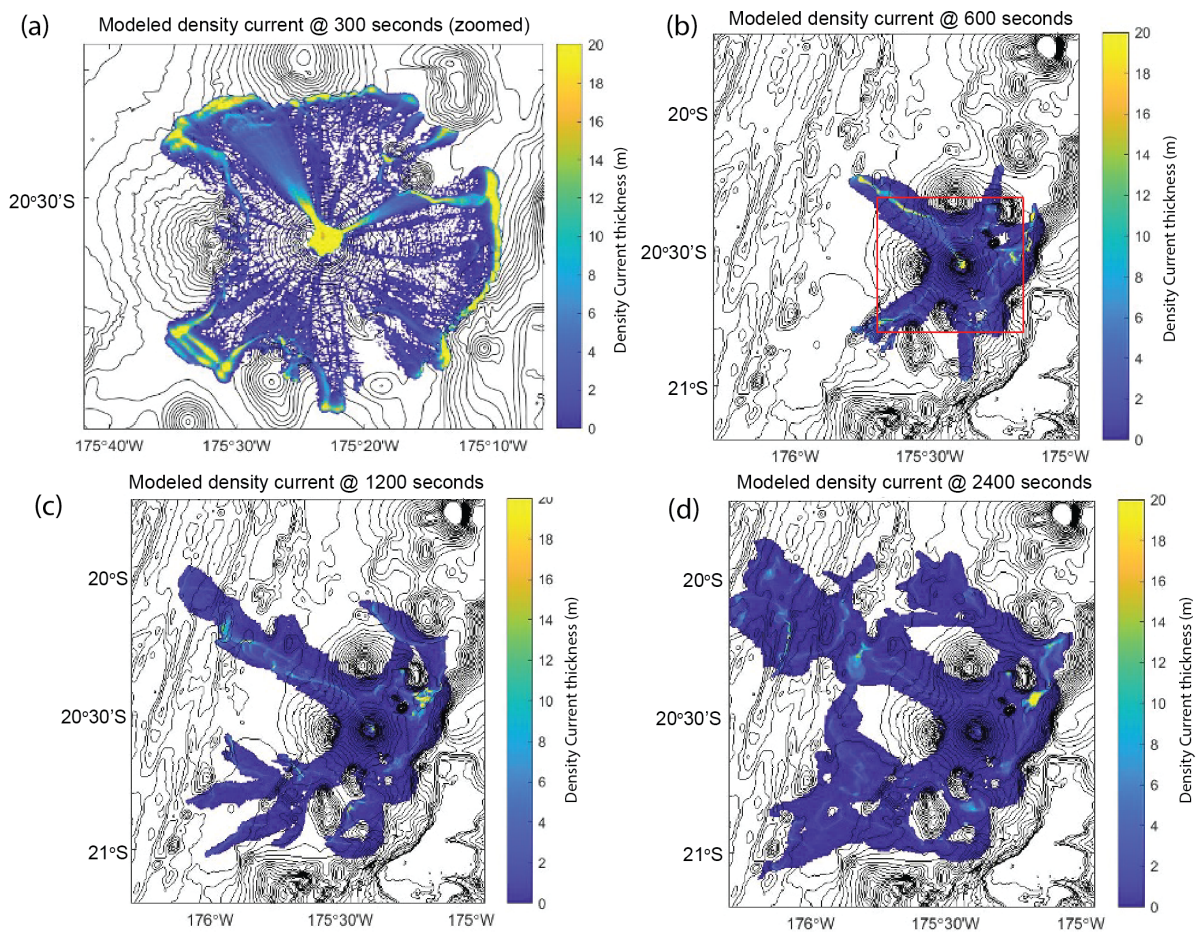 (a)
Modeled density current @ 300 seconds (zoomed)
20°30'S
175°40'W 175°30'W 175°20'W 175°10'W
20
18
16
14
12
10
8
6
4
2
0
Density Current thickness (m)
(b)
Modeled density current @ 600 seconds
20°S
20°30'S
21°S
176°W 175°30'W 175°W
20
18
16
14
12
10
8
6
4
2
0
Density Current thickness (m)
(c)
Modeled density current @ 1200 seconds
20°S
20°30'S
21°S
176°W 175°30'W 175°W
20
18
16
14
12
10
8
6
4
2
0
Density Current thickness (m)
(d)
Modeled density current @ 2400 seconds
20°S
20°30'S
21°S
176°W 175°30'W 175°W
20
18
16
14
12
10
8
6
4
2
0
Density Current thickness (m)